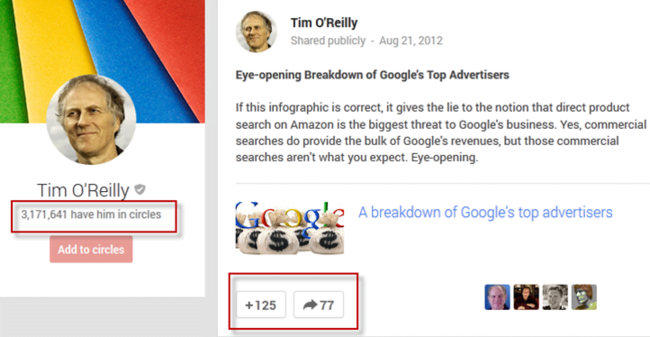 Tim O'Reilly
3,171,641 have him in circles
Add to circles
Tim O'Reilly
Shared publicly - Aug 21, 2012
Eye-opening Breakdown of Google's Top Advertisers
If this infographic is correct, it gives the lie to the notion that direct product
search on Amazon is the biggest threat to Google's business. Yes, commercial
searches do provide the bulk of Google's revenues, but those commercial
searches aren't what you expect. Eye-opening.
Google
$ $ $ $
A breakdown of Google's top advertisers
+125
77